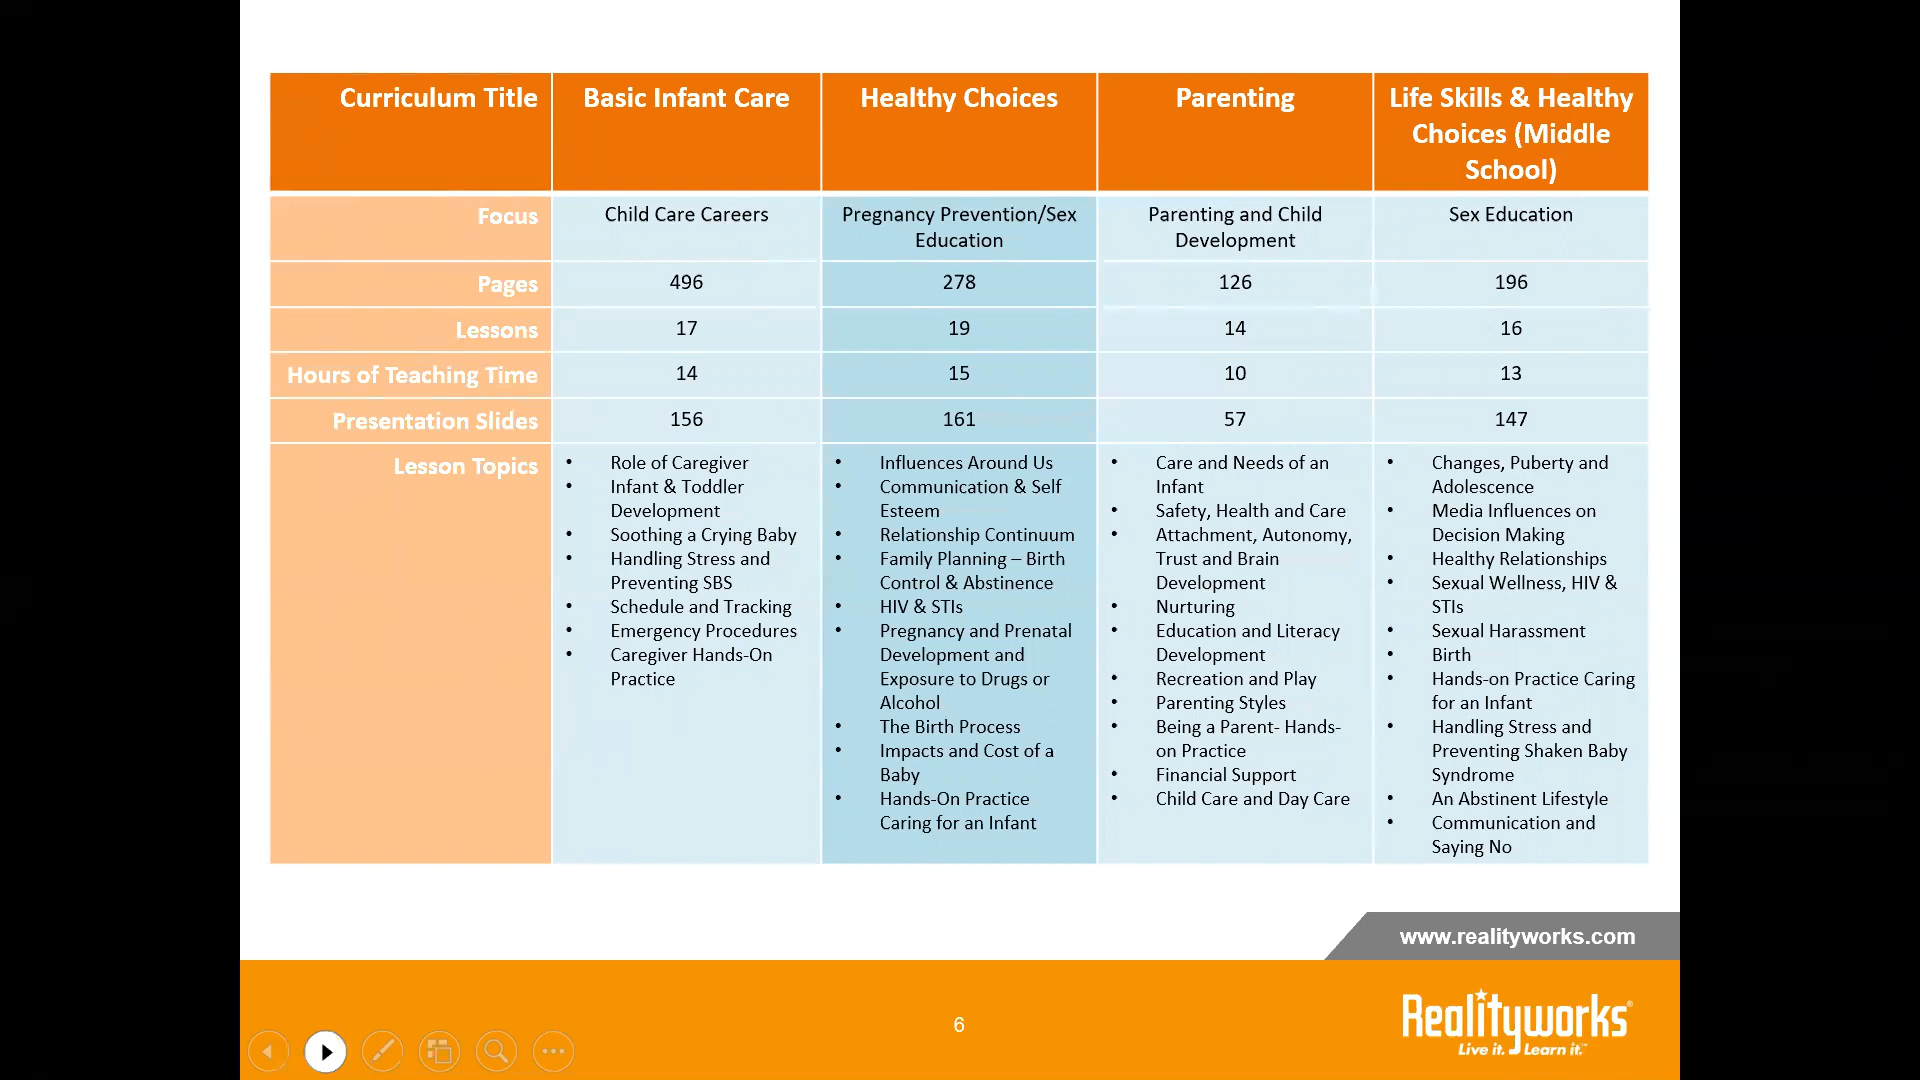 Curriculum Title
Basic Infant Care
Healthy Choices
Parenting
Life Skills & Healthy
Choices (Middle
School)
Focus
Child Care Careers
Pregnancy Prevention/Sex
Education
Parenting and Child
Development
Sex Education
Pages
496
278
126
196
Lessons
17
19
14
16
Hours of Teaching Time
14
15
10
13
Presentation Slides
156
161
57
147
Lesson Topics
• Role of Caregiver
• Infant & Toddler
Development
• Soothing a Crying Baby
• Handling Stress and
Preventing SBS
• Schedule and Tracking
• Emergency Procedures
• Caregiver Hands-On
Practice
• Influences Around Us
• Communication & Self
Esteem
• Relationship Continuum
• Family Planning – Birth
Control & Abstinence
• HIV & STIs
• Pregnancy and Prenatal
Development and
Exposure to Drugs or
Alcohol
• The Birth Process
• Impacts and Cost of a
Baby
• Hands-On Practice
Caring for an Infant
• Care and Needs of an
Infant
• Safety, Health and Care
• Attachment, Autonomy,
Trust and Brain
Development
• Nurturing
• Education and Literacy
Development
• Recreation and Play
• Parenting Styles
• Being a Parent- Hands-
on Practice
• Financial Support
• Child Care and Day Care
• Changes, Puberty and
Adolescence
• Media Influences on
Decision Making
• Healthy Relationships
• Sexual Wellness, HIV &
STIs
• Sexual Harassment
• Birth
• Hands-on Practice Caring
for an Infant
• Handling Stress and
Preventing Shaken Baby
Syndrome
• An Abstinent Lifestyle
• Communication and
Saying No
www.realityworks.com
6
Realityworks®
Live it. Learn it.™